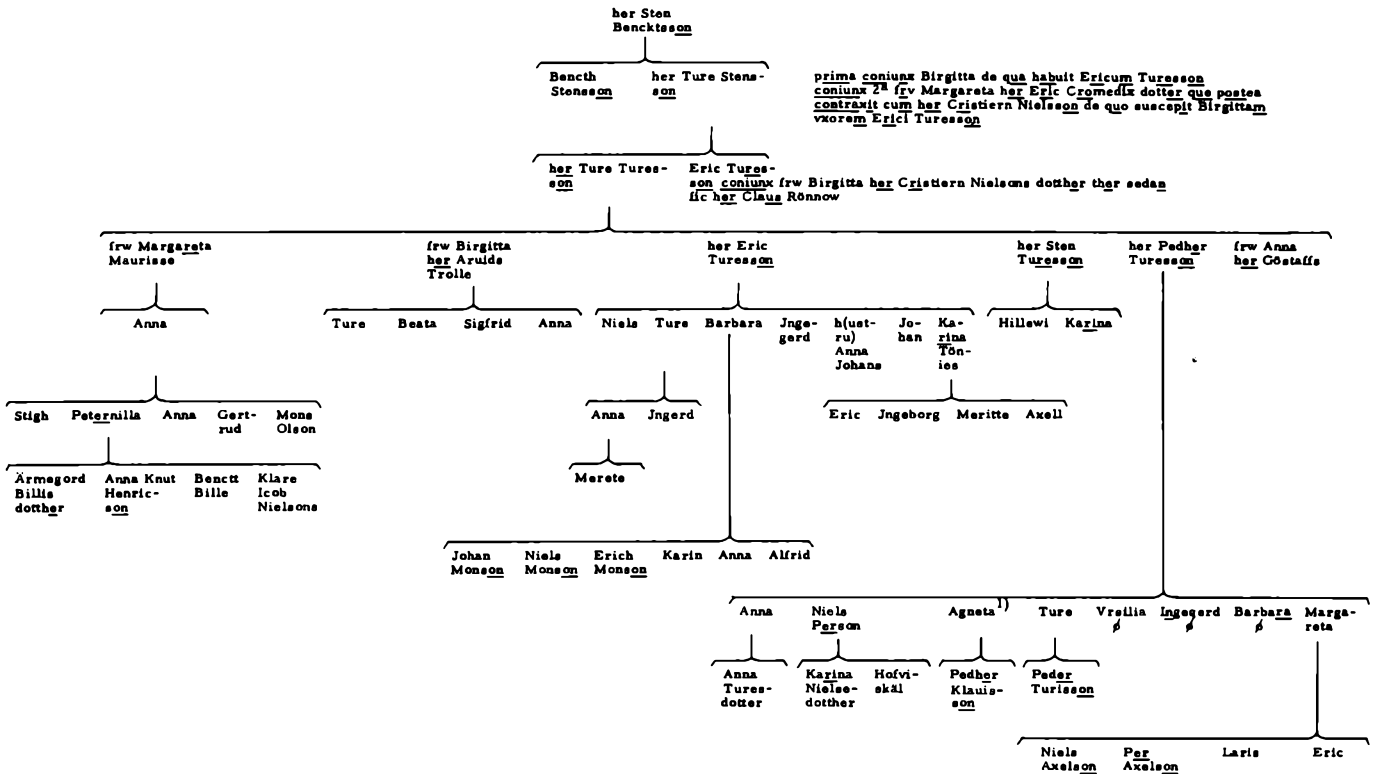 her Sten
Bencktsson
Bencth
Stensson
her Ture Stens-
son
prima coniunx Birgitta de qua habuit Ericum Turesson
coniunx 2ᵃ frv Margareta her Eric Cromedix dotter que postea
contraxit cum her Cristiern Nielsson de quo suscepit Birgittam
vxorem Erici Turesson
her Ture Tures-
son
Eric Tures-
son coniunx frw Birgitta her Cristiern Nielsons dotther ther sedan
fic her Claus Rönnow
frw Margareta
Maurisse
frw Birgitta
her Aruids
Trolle
her Eric
Turesson
her Sten
Turesson
her Pedher
Turesson
frw Anna
her Göstaffs
Anna
Ture
Beata
Sigfrid
Anna
Niels
Ture
Barbara
Jnge-
gerd
h(ust-
ru)
Anna
Johans
Jo-
han
Ka-
rina
Tön-
ies
Hillewi
Karina
Stigh
Peternilla
Anna
Gert-
rud
Mons
Olson
Anna
Jngerd
Eric
Jngeborg
Meritte
Axell
Ärmegord
Billis
dotther
Anna Knut
Henric-
son
Benctt
Bille
Klare
Icob
Nielsons
Merete
Johan
Monson
Niels
Monson
Erich
Monson
Karin
Anna
Alfrid
Anna
Niels
Person
Agneta¹⁾
Ture
Vrsilia
ø
Ingegerd
ø
Barbara
ø
Marga-
reta
Anna
Tures-
dotter
Karina
Nielse-
dotther
Hofvi-
skäl
Pedher
Klauis-
son
Peder
Turisson
Niels
Axelson
Per
Axelson
Laris
Eric